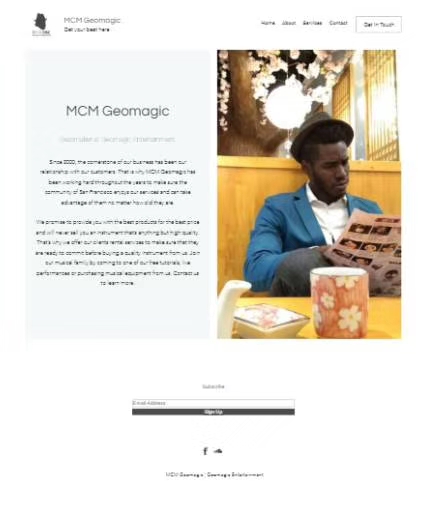 MCM Geomagic
Get your beat here
Home About Services Contact Get In Touch
MCM Geomagic
Geomagic Entertainment
Since 2000, the cornerstone of our business has been our
relationship with our customers. That is why MCM Geomagic has
been working hard throughout the years to make sure the
community of San Francisco enjoys our services and can take
advantage of them no matter how old they are.
We promise to provide you with the best products for the best price
and will never sell you an instrument that's anything but high quality.
That's why we offer our clients rental services to make sure that they
are ready to commit before buying a quality instrument from us. Join
our musical family by coming to one of our free tutorials, live
performances or purchasing musical equipment from us. Contact us
to learn more.
Subscribe
Email Address
Sign Up
MCM Geomagic | Geomagic Entertainment